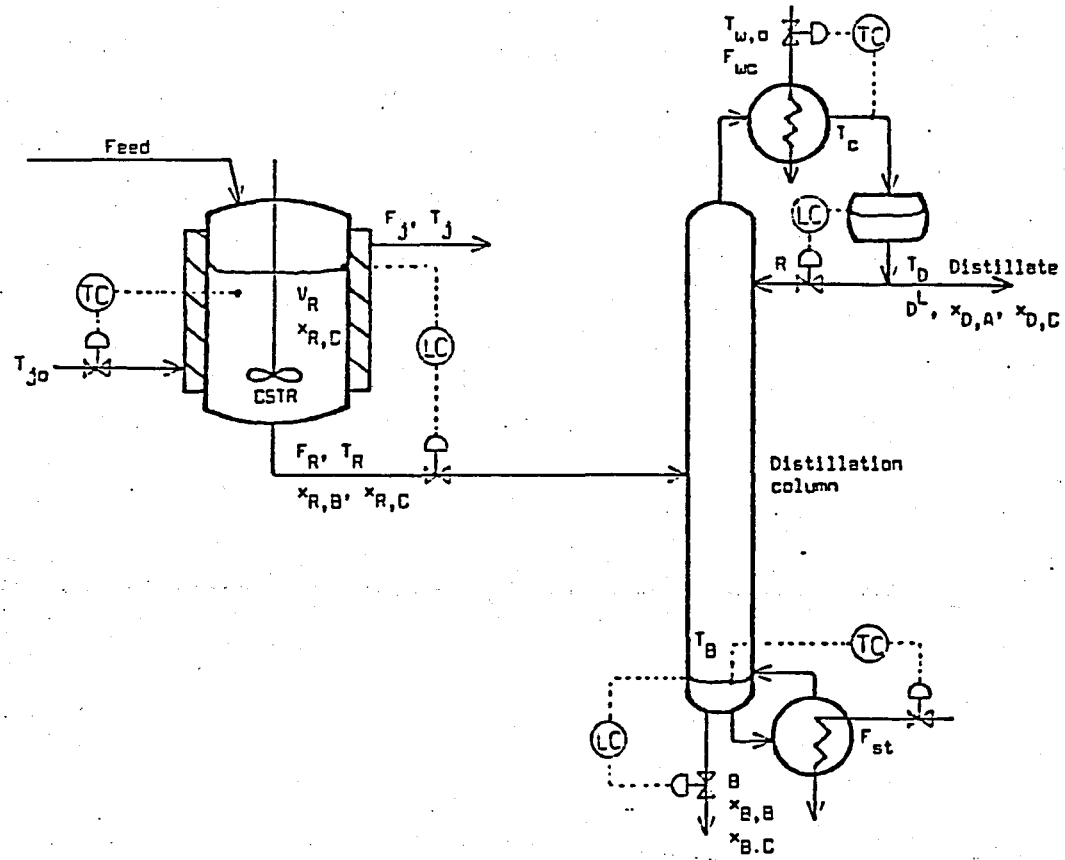 T_w,o
F_wc
TC
T_c
Feed
F_j, T_j
LC
R
T_D Distillate
D^L, x_D,A, x_D,C
TC
V_R
x_R,C
LC
T_jo
CSTR
F_R, T_R
x_R,B, x_R,C
Distillation
column
T_B
TC
LC
F_st
B
x_B,B
x_B.C